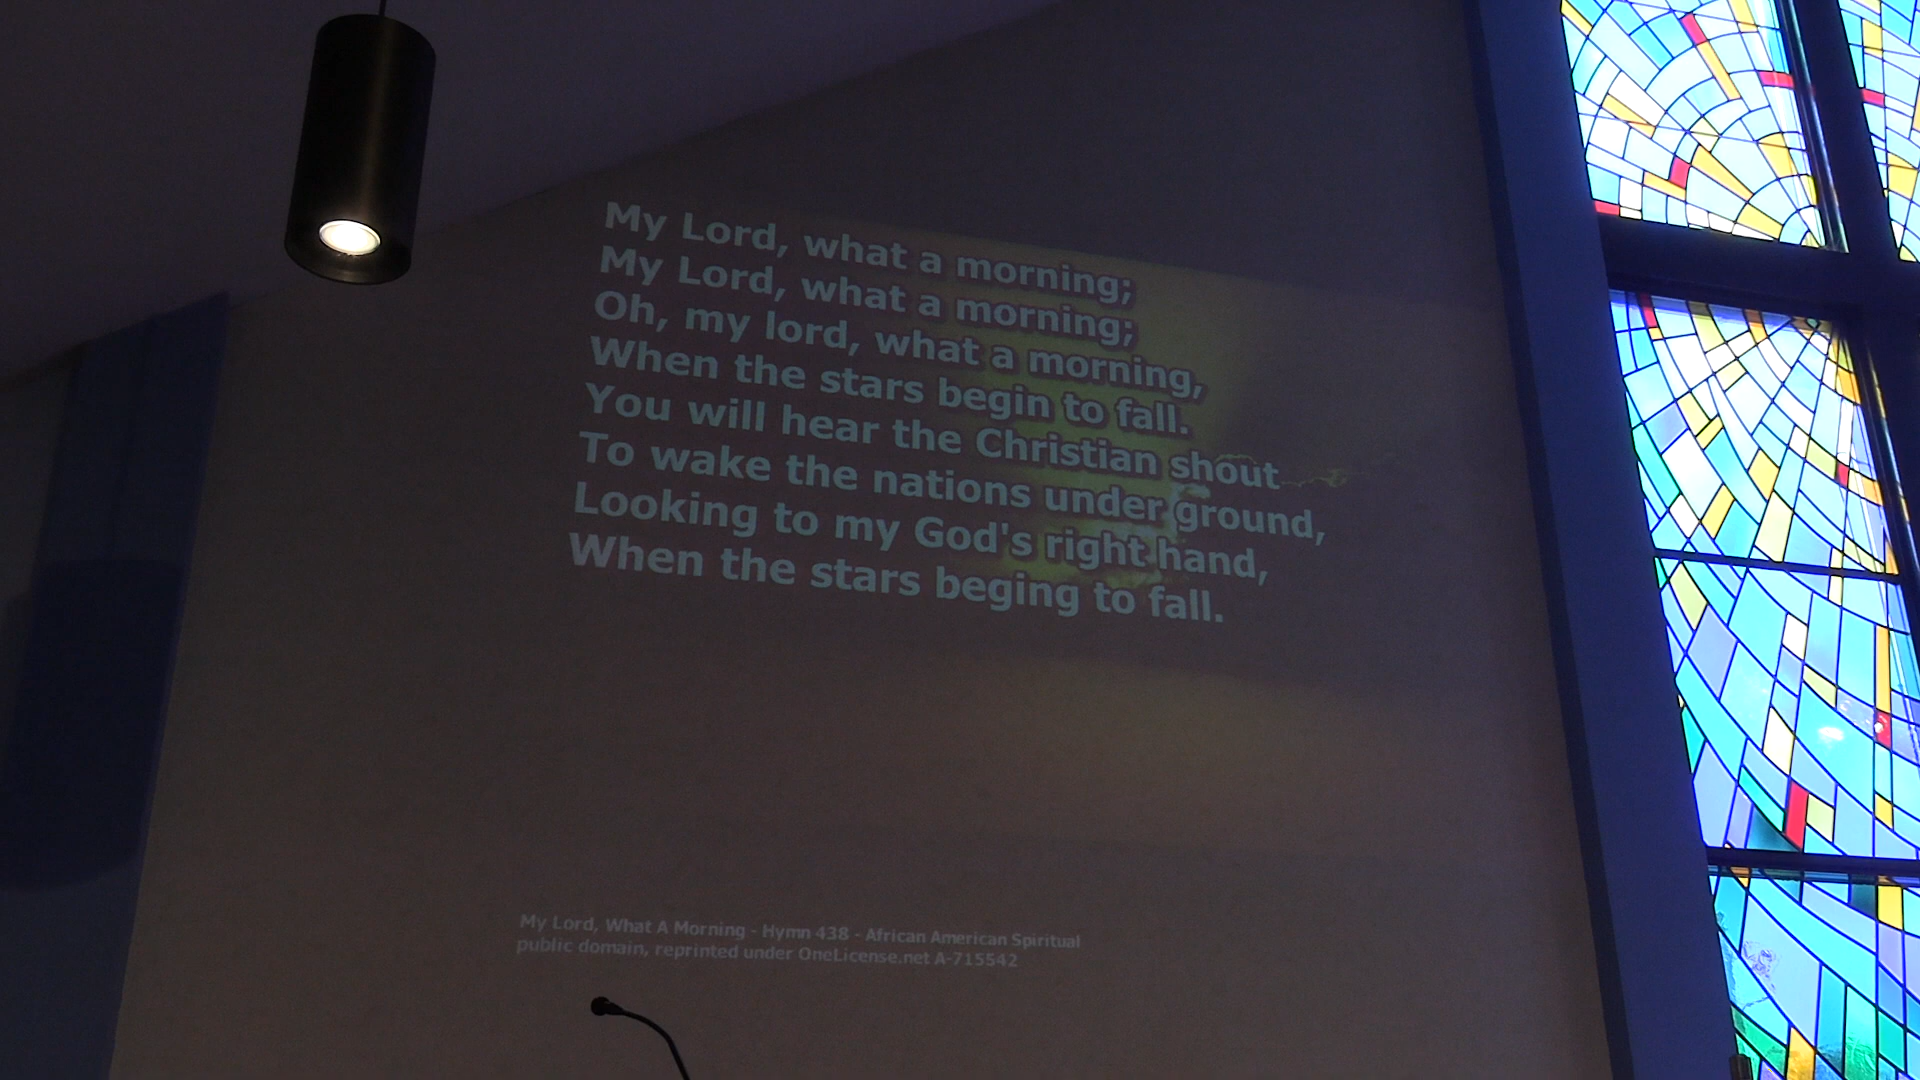 My Lord, what a morning;
My Lord, what a morning;
Oh, my lord, what a morning,
When the stars begin to fall.
You will hear the Christian shout
To wake the nations under ground,
Looking to my God's right hand,
When the stars beging to fall.
My Lord, What A Morning - Hymn 438 - African American Spiritual
public domain, reprinted under OneLicense.net A-715542